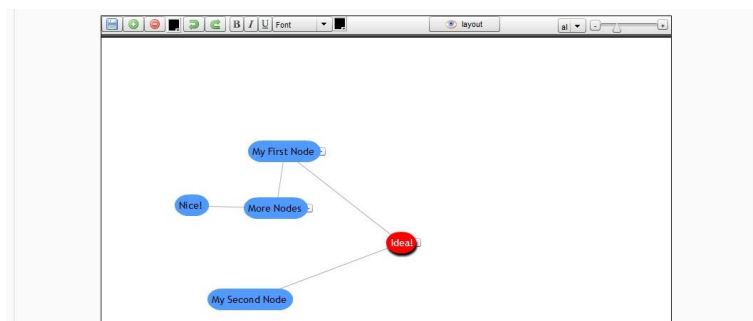 B I U Font layout al - +
My First Node
Nice! More Nodes
Idea!
My Second Node